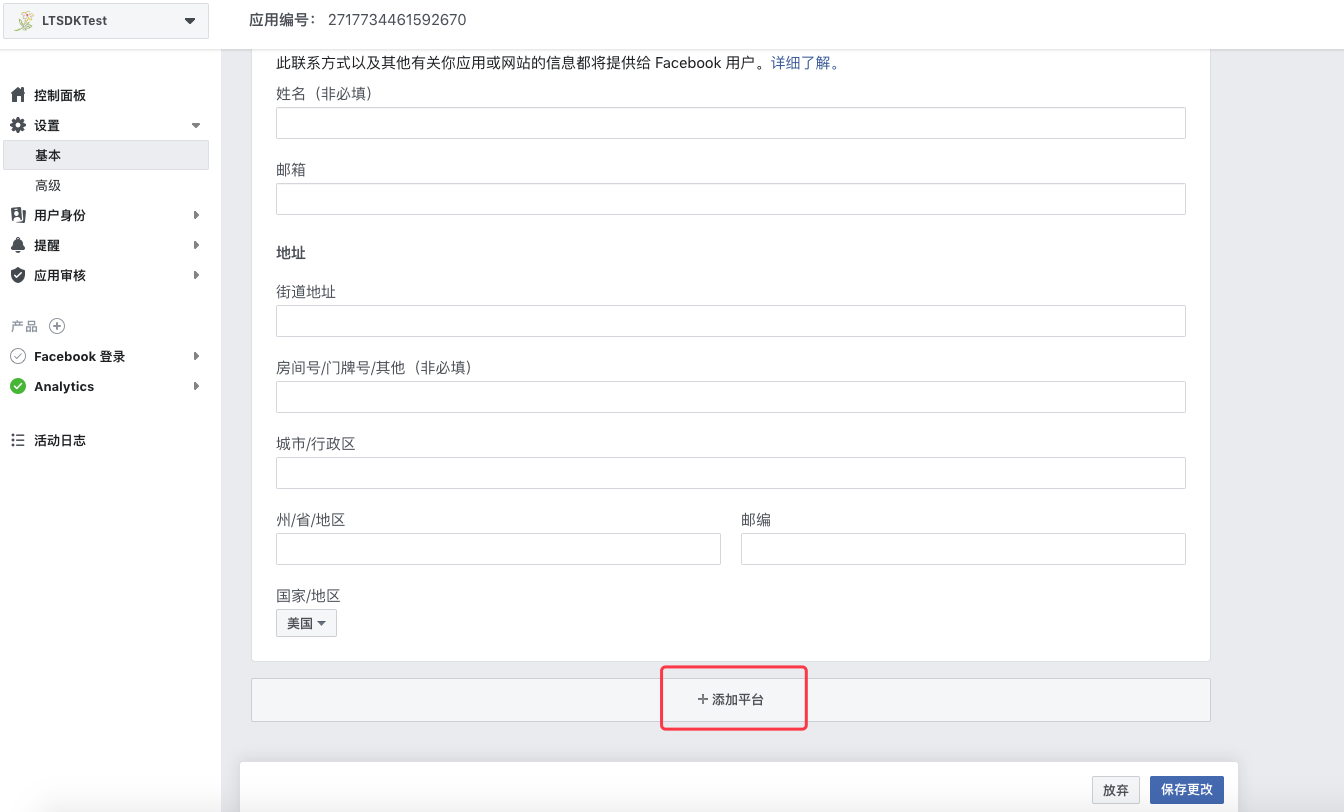 LTSDKTest
应用编号： 2717734461592670
控制面板
设置
基本
高级
用户身份
提醒
应用审核
产品
Facebook 登录
Analytics
活动日志
此联系方式以及其他有关你应用或网站的信息都将提供给 Facebook 用户。详细了解。
姓名（非必填）
邮箱
地址
街道地址
房间号/门牌号/其他（非必填）
城市/行政区
州/省/地区 邮编
国家/地区
美国
+ 添加平台
放弃 保存更改